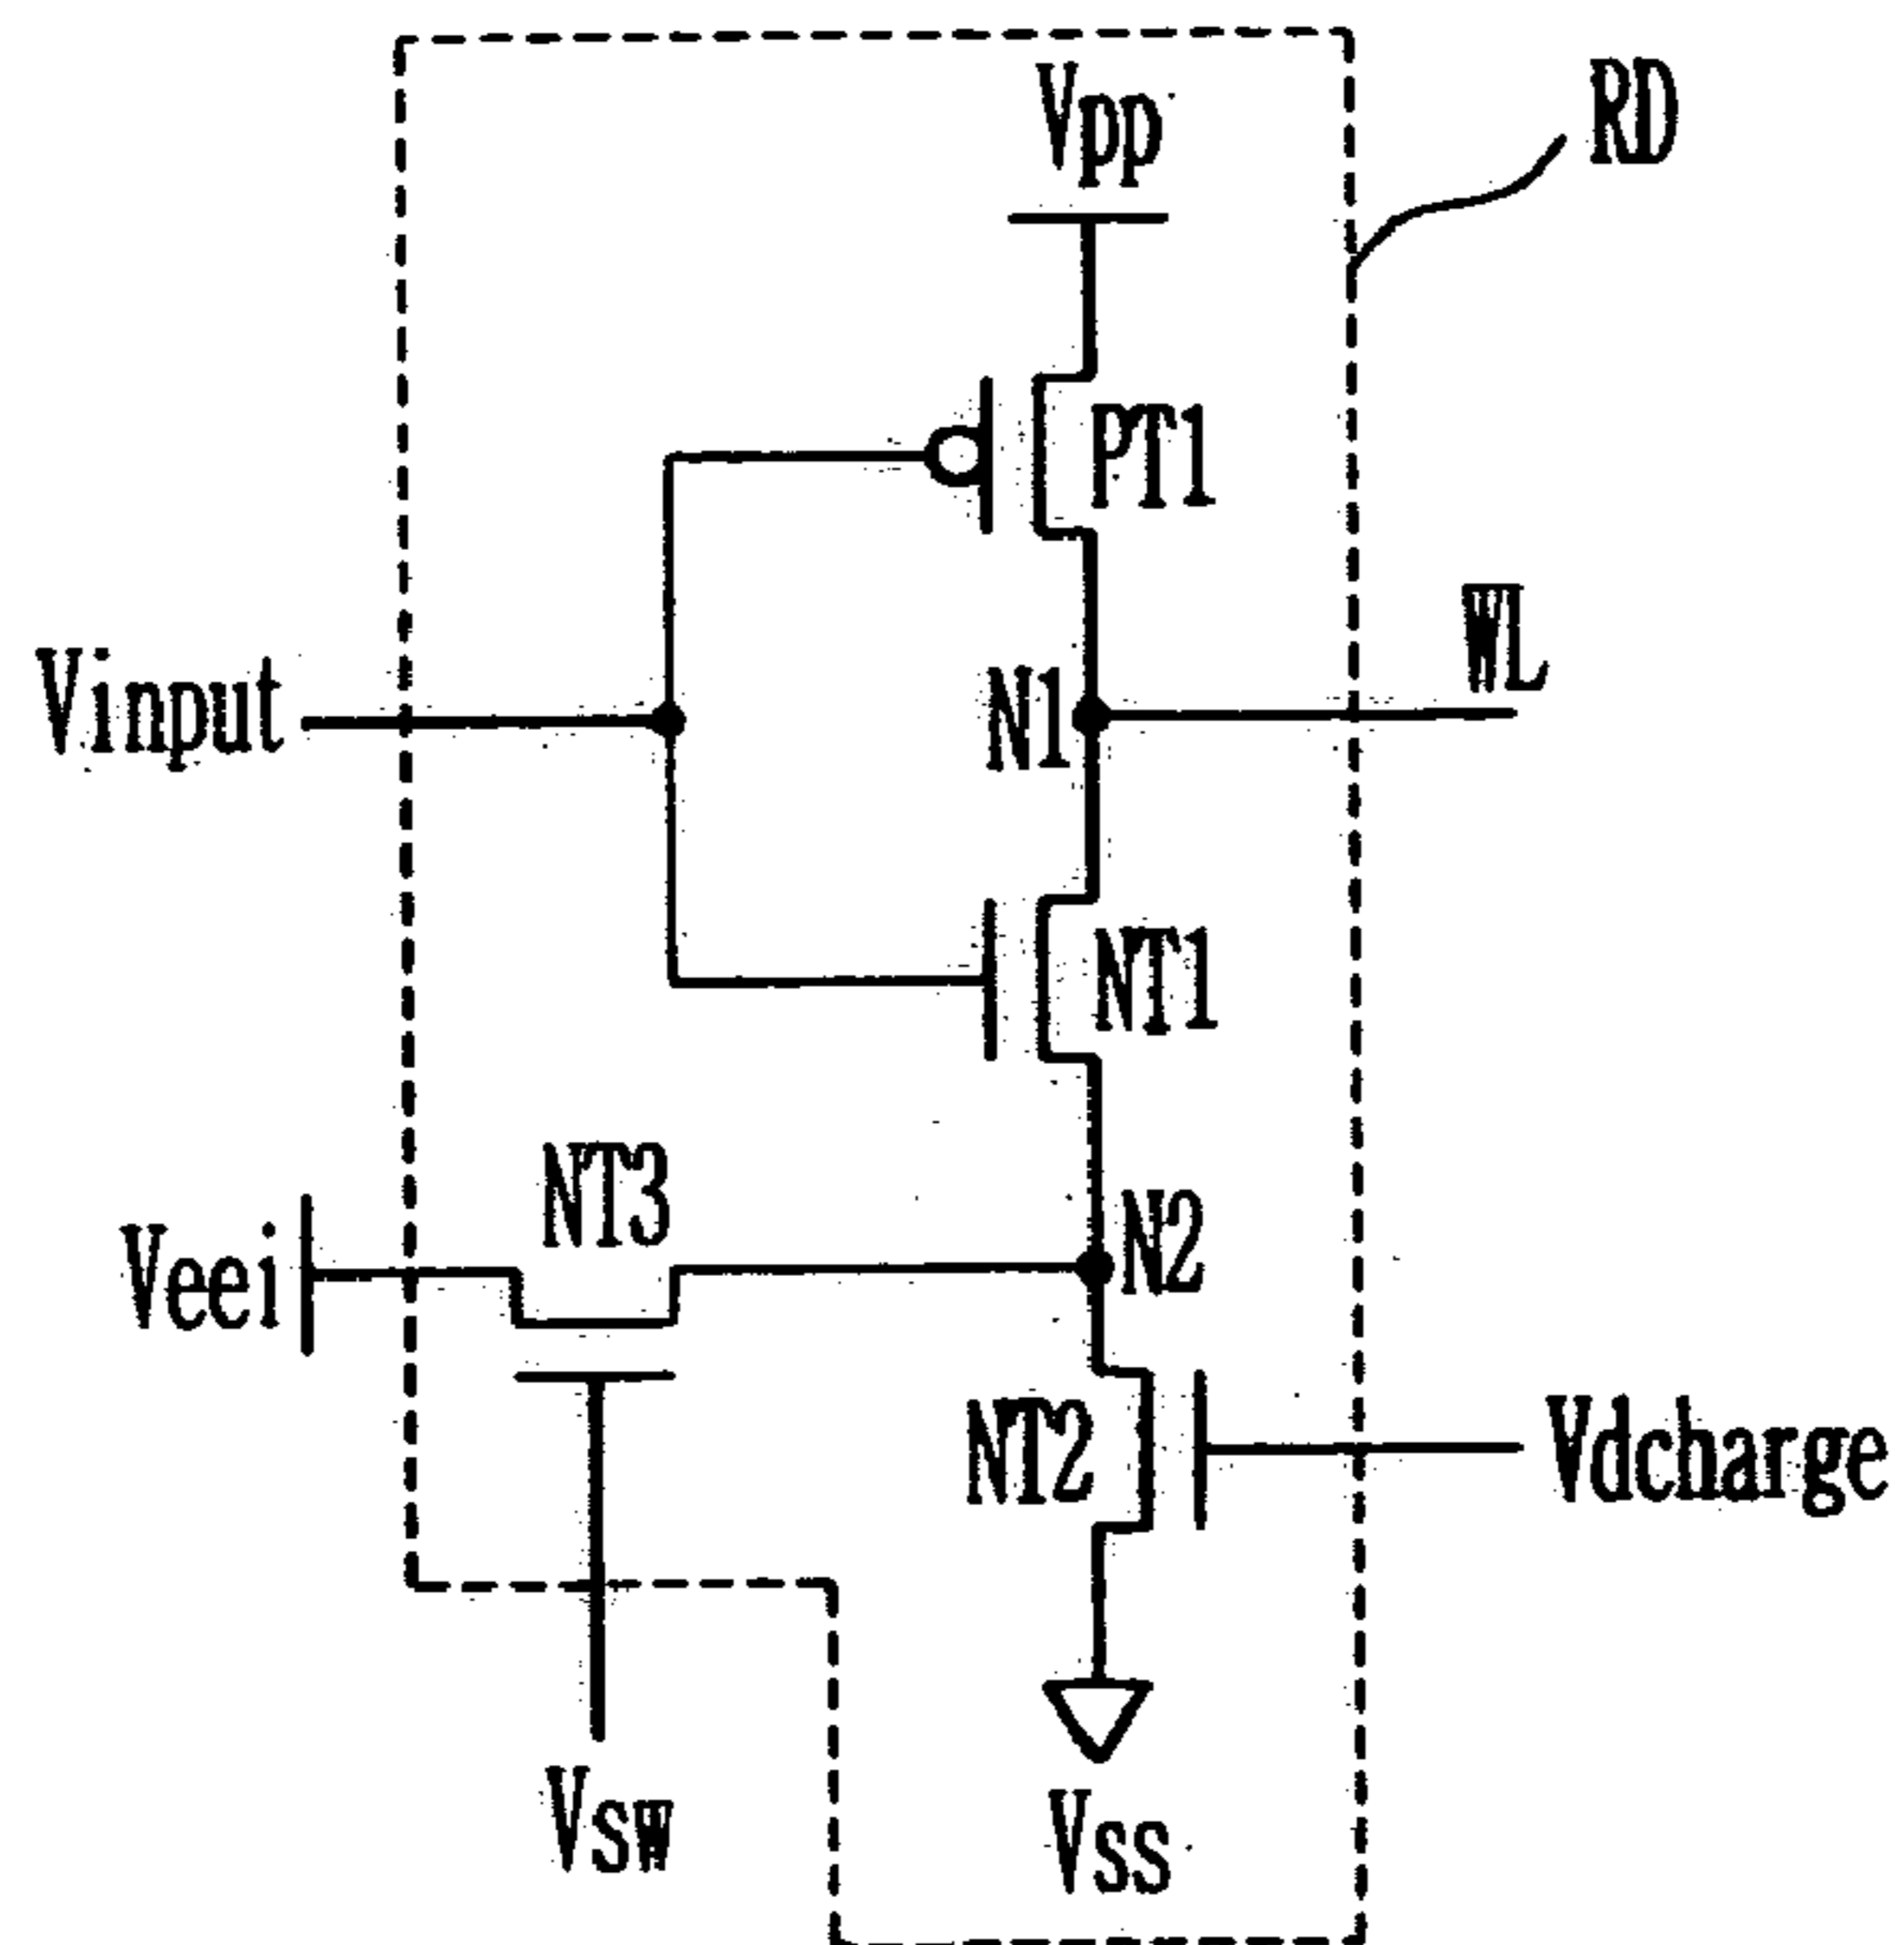 Vpp
RD
PT1
WL
Vinput
N1
NT1
NT3
N2
Veei
NT2
Vdcharge
Vsw
Vss